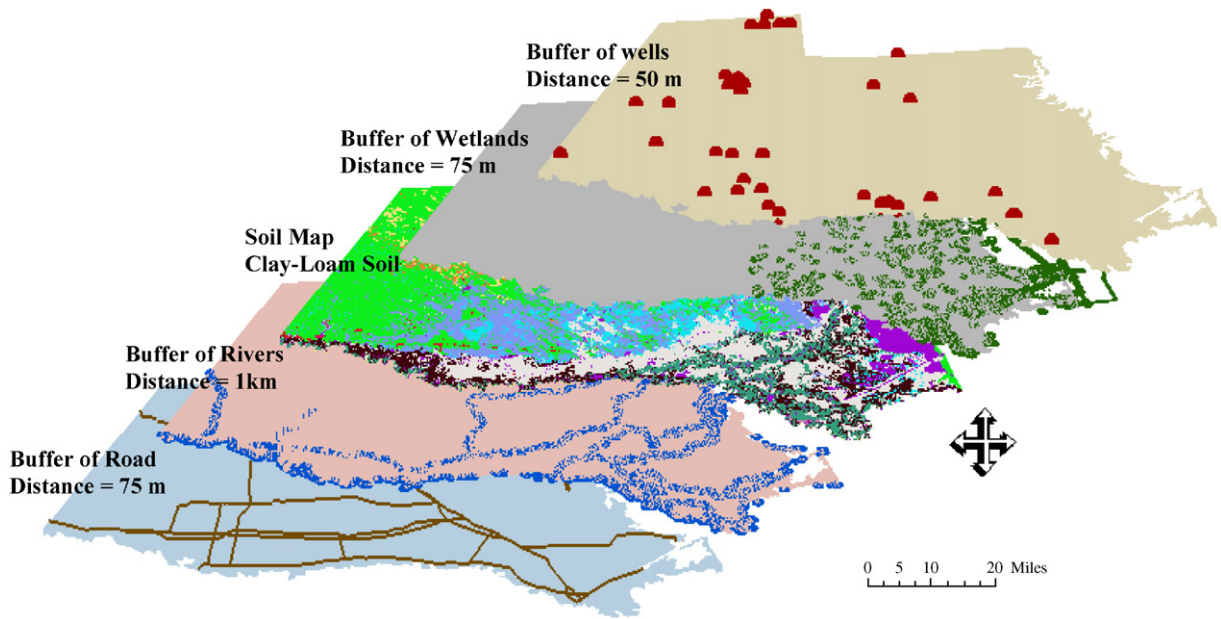 Buffer of wells
Distance = 50 m
Buffer of Wetlands
Distance = 75 m
Soil Map
Clay-Loam Soil
Buffer of Rivers
Distance = 1km
Buffer of Road
Distance = 75 m
0 5 10 20 Miles